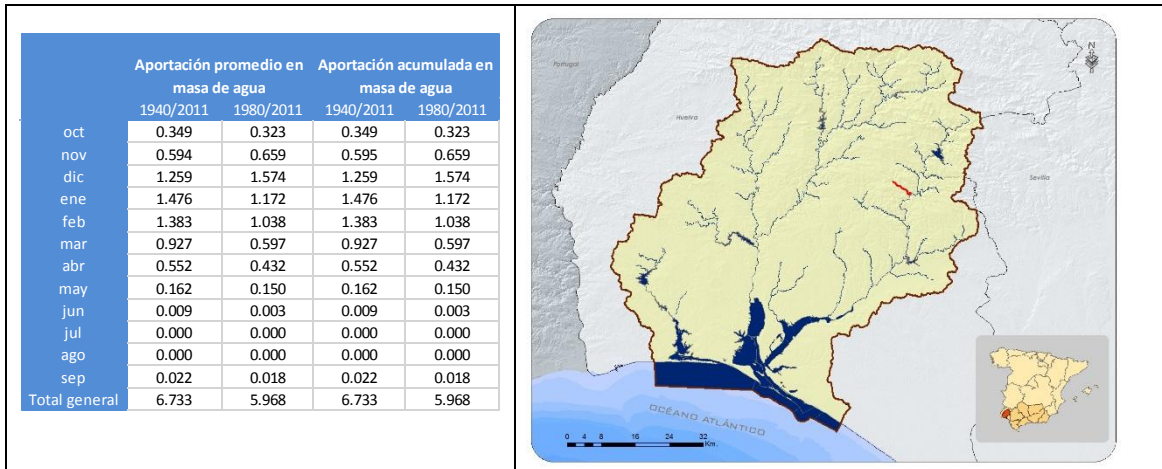 Aportación promedio en masa de agua Aportación acumulada en masa de agua
1940/2011 1980/2011 1940/2011 1980/2011
oct 0.349 0.323 0.349 0.323
nov 0.594 0.659 0.595 0.659
dic 1.259 1.574 1.259 1.574
ene 1.476 1.172 1.476 1.172
feb 1.383 1.038 1.383 1.038
mar 0.927 0.597 0.927 0.597
abr 0.552 0.432 0.552 0.432
may 0.162 0.150 0.162 0.150
jun 0.009 0.003 0.009 0.003
jul 0.000 0.000 0.000 0.000
ago 0.000 0.000 0.000 0.000
sep 0.022 0.018 0.022 0.018
Total general 6.733 5.968 6.733 5.968
N
Portugal
Huelva
Sevilla
OCÉANO ATLÁNTICO
0 4 8 16 24 32
Km.